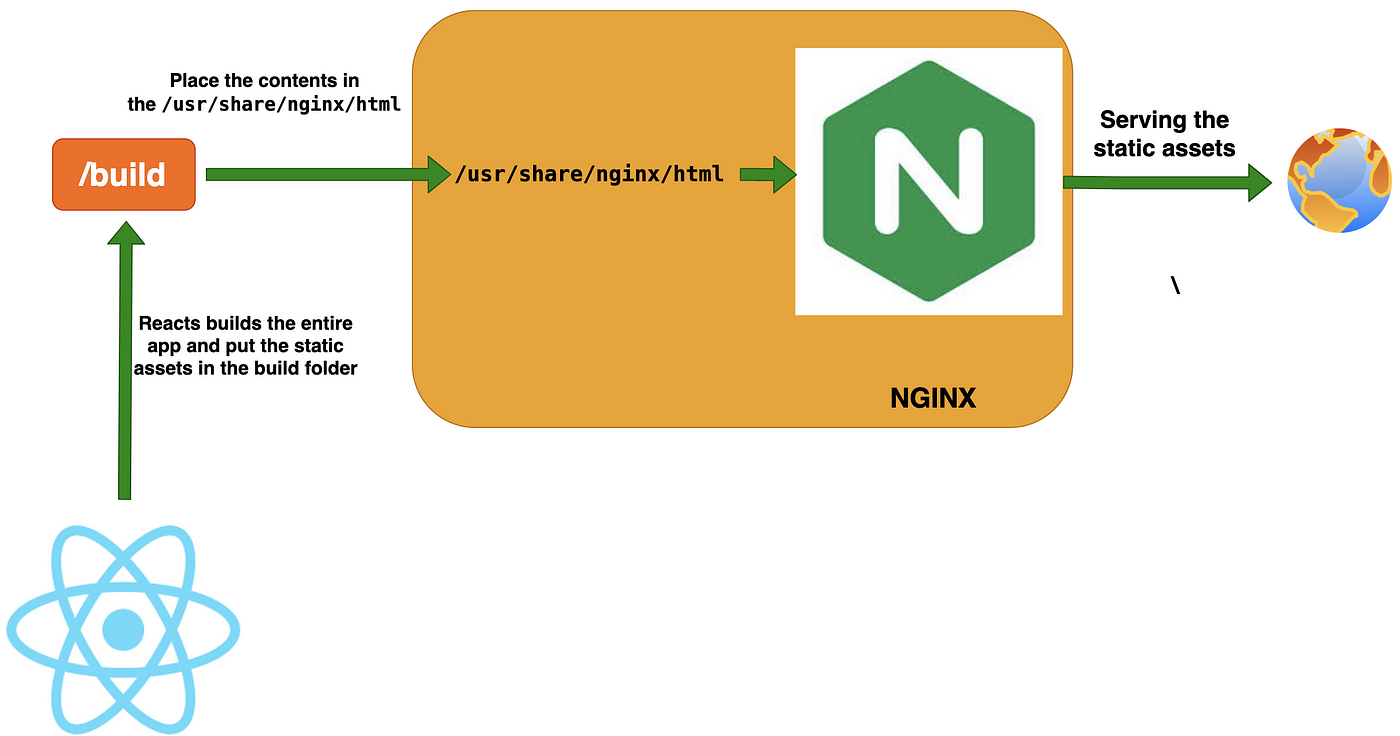 Place the contents in
the /usr/share/nginx/html
/build
/usr/share/nginx/html
Serving the
static assets
\
Reacts builds the entire
app and put the static
assets in the build folder
NGINX
N